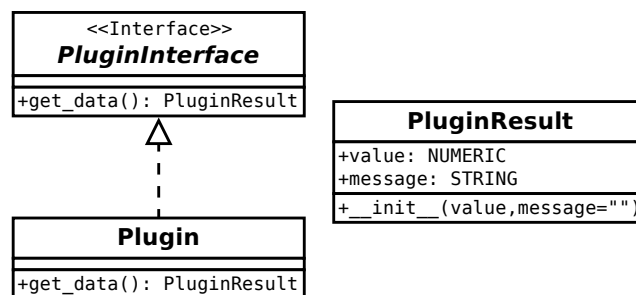 <<Interface>>
PluginInterface
+get_data(): PluginResult
PluginResult
+value: NUMERIC
+message: STRING
+__init__(value,message="")
Plugin
+get_data(): PluginResult